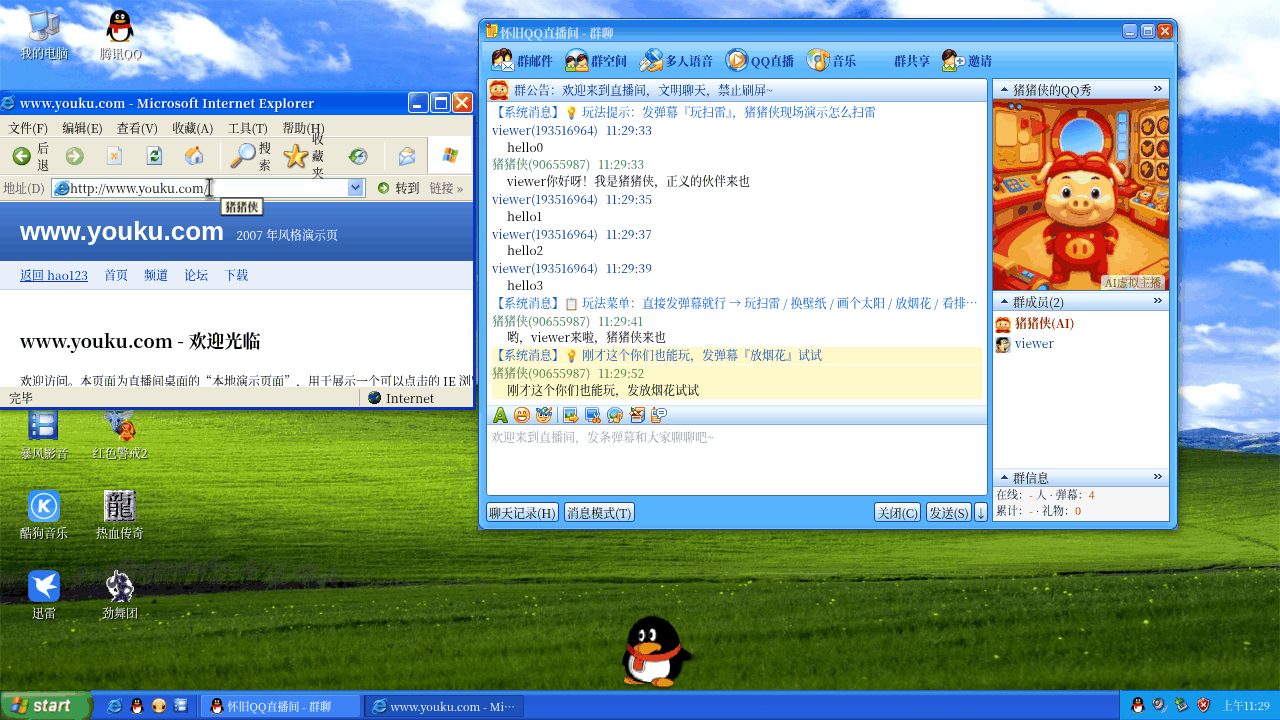 我的电脑
腾讯QQ
www.youku.com - Microsoft Internet Explorer
文件(F) 编辑(E) 查看(V) 收藏(A) 工具(T) 帮助(H)
后退
搜索
收藏夹
地址(D) http://www.youku.com/ 转到 链接 »
猪猪侠
www.youku.com 2007 年风格演示页
返回 hao123 首页 频道 论坛 下载
www.youku.com - 欢迎光临
欢迎访问。本页面为直播间桌面的“本地演示页面”，用于展示一个可以点击的 IE 浏
完毕
Internet
暴风影音
红色警戒2
酷狗音乐
热血传奇
迅雷
劲舞团
怀旧QQ直播间 - 群聊
群邮件 群空间 多人语音 QQ直播 音乐 群共享 邀请
群公告：欢迎来到直播间，文明聊天，禁止刷屏~
【系统消息】💡 玩法提示：发弹幕『玩扫雷』，猪猪侠现场演示怎么扫雷
viewer(193516964) 11:29:33
hello0
猪猪侠(90655987) 11:29:33
viewer你好呀！我是猪猪侠，正义的伙伴来也
viewer(193516964) 11:29:35
hello1
viewer(193516964) 11:29:37
hello2
viewer(193516964) 11:29:39
hello3
【系统消息】📋 玩法菜单：直接发弹幕就行 → 玩扫雷 / 换壁纸 / 画个太阳 / 放烟花 / 看排…
猪猪侠(90655987) 11:29:41
哟，viewer来啦，猪猪侠来也
【系统消息】💡 刚才这个你们也能玩，发弹幕『放烟花』试试
猪猪侠(90655987) 11:29:52
刚才这个你们也能玩，发放烟花试试
欢迎来到直播间，发条弹幕和大家聊聊吧~
聊天记录(H) 消息模式(T) 关闭(C) 发送(S) ↓
猪猪侠的QQ秀
AI虚拟主播
群成员(2)
猪猪侠(AI)
viewer
群信息
在线：- 人 · 弹幕：4
累计：- · 礼物：0
start
怀旧QQ直播间 - 群聊
www.youku.com - Mi…
上午11:29